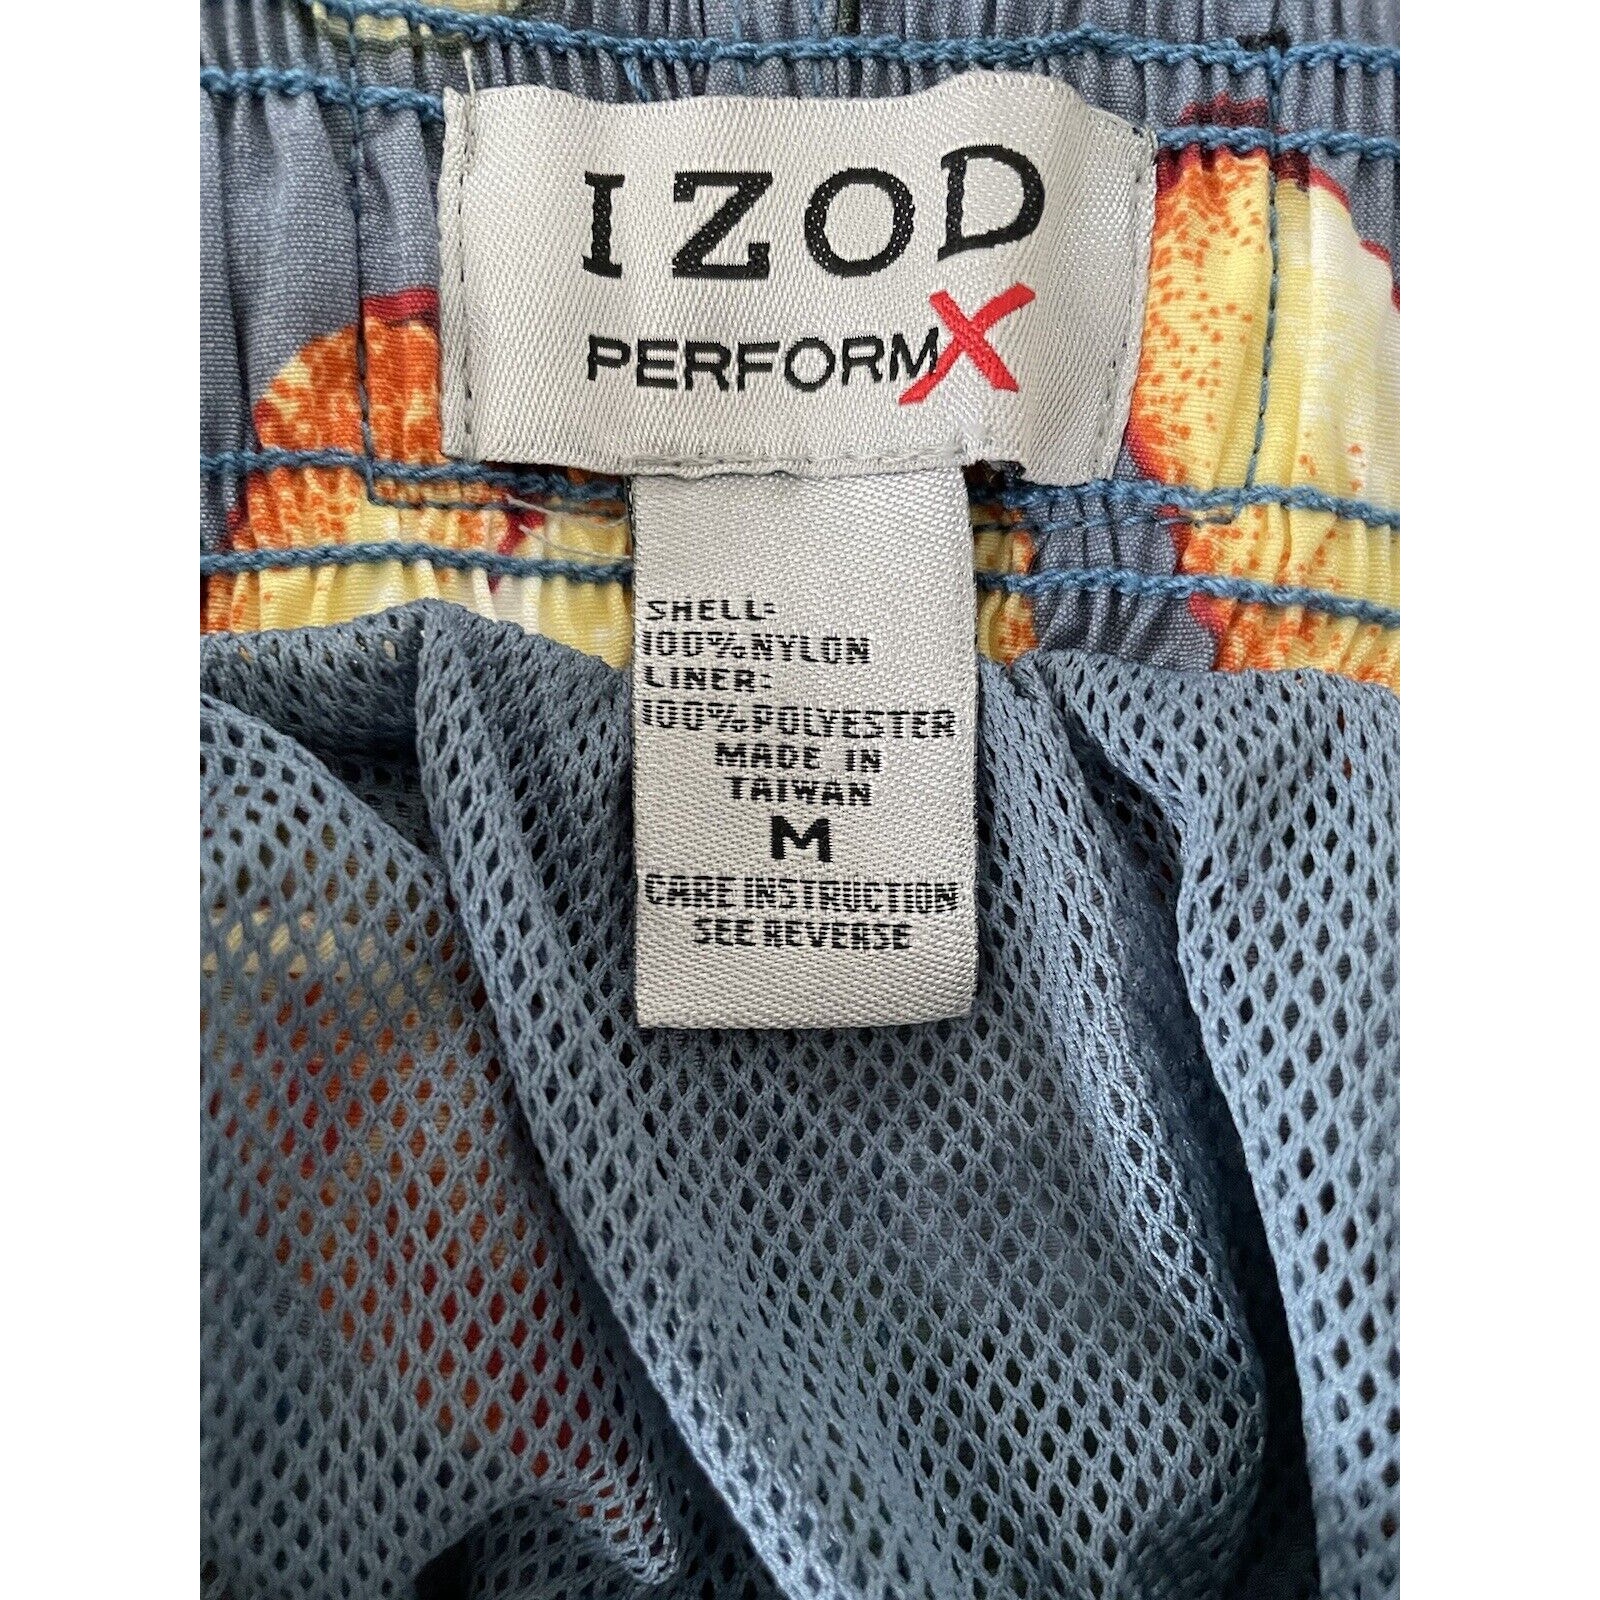 IZOD
PERFORMX
SHELL:
100%NYLON
LINER:
100%POLYESTER
MADE IN
TAIWAN
M
CARE INSTRUCTION
SEE REVERSE